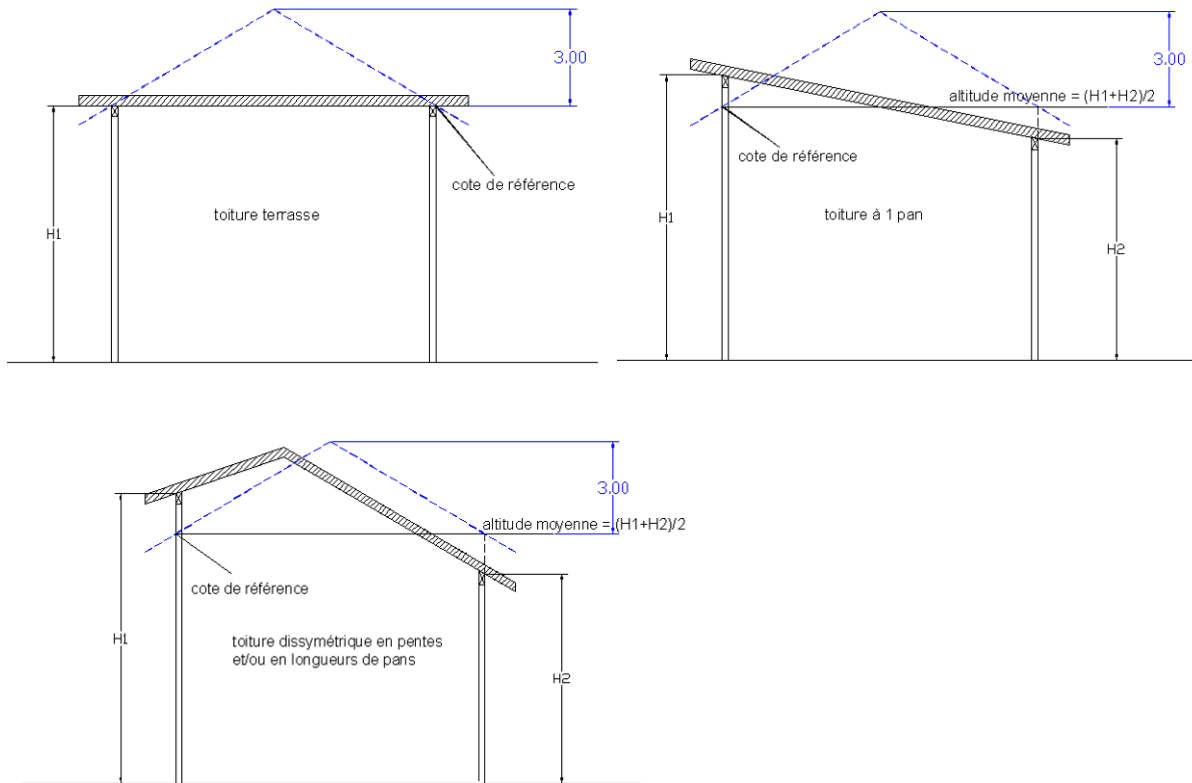 3.00
cote de référence
toiture terrasse
H1
3.00
altitude moyenne = (H1+H2)/2
cote de référence
toiture à 1 pan
H1
H2
3.00
altitude moyenne = (H1+H2)/2
cote de référence
H1
toiture dissymétrique en pentes
et/ou en longueurs de pans
H2